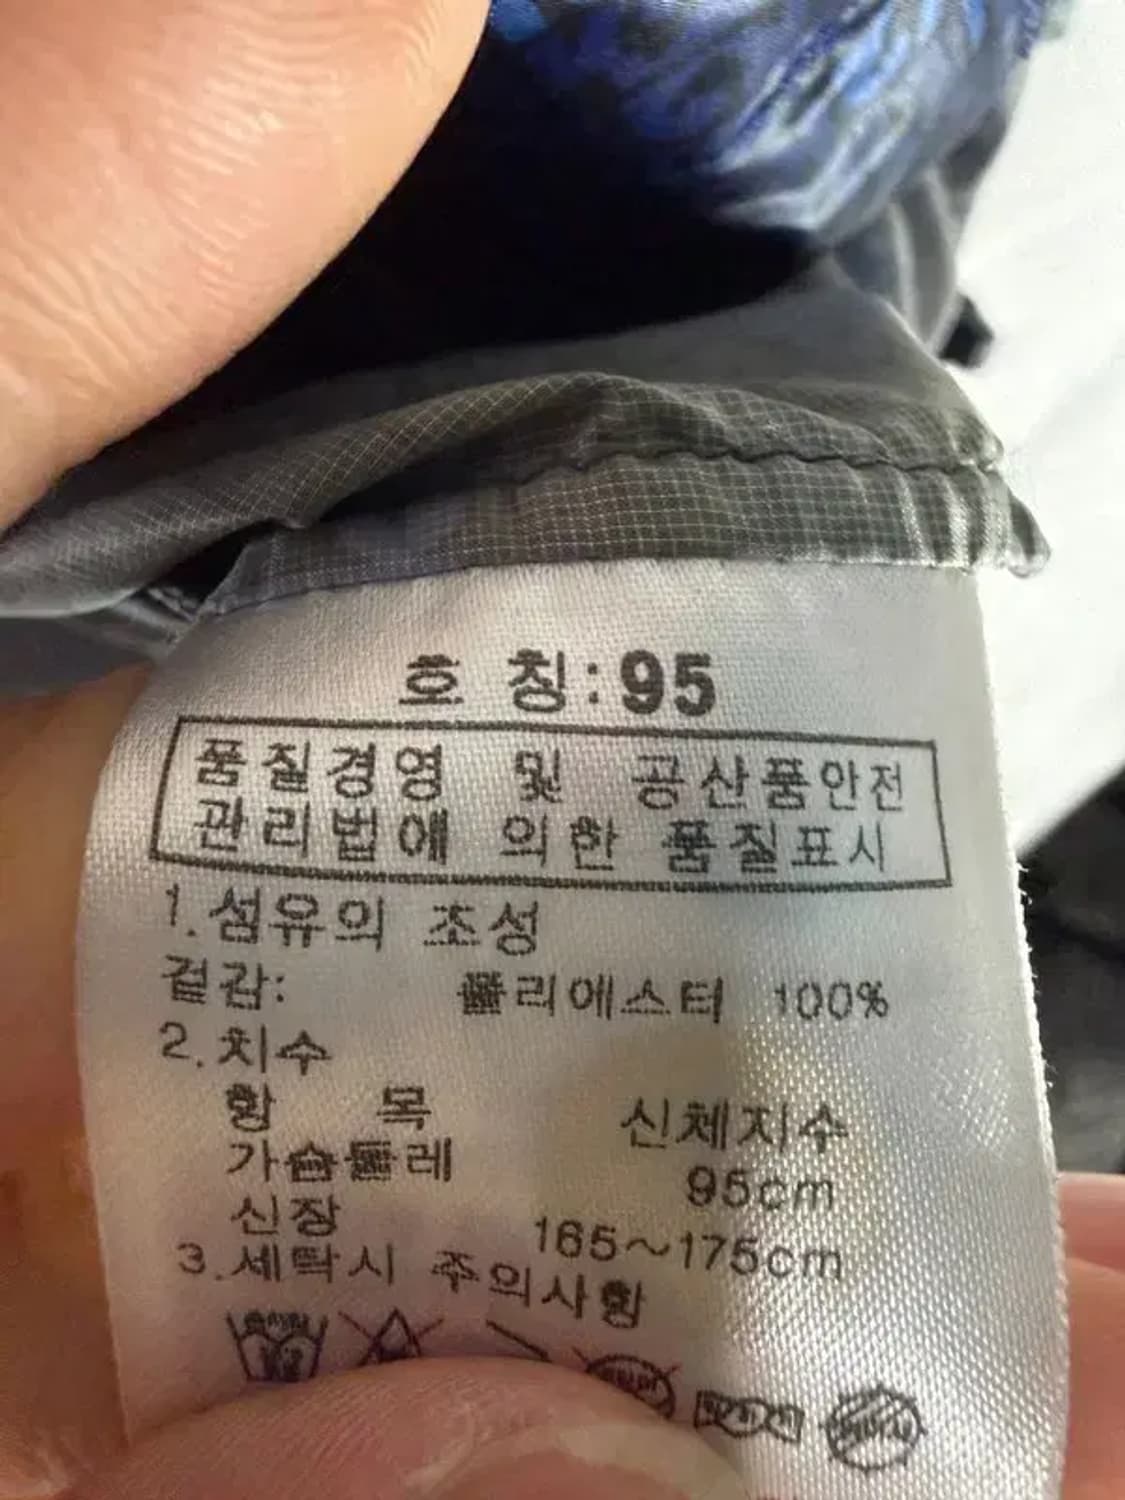 호 칭:95
품질경영 및 공산품안전
관리법에 의한 품질표시
1.섬유의 조성
겉감: 폴리에스터 100%
2.치수
항 목 신체지수
가슴둘레 95cm
신장 165~175cm
3.세탁시 주의사항